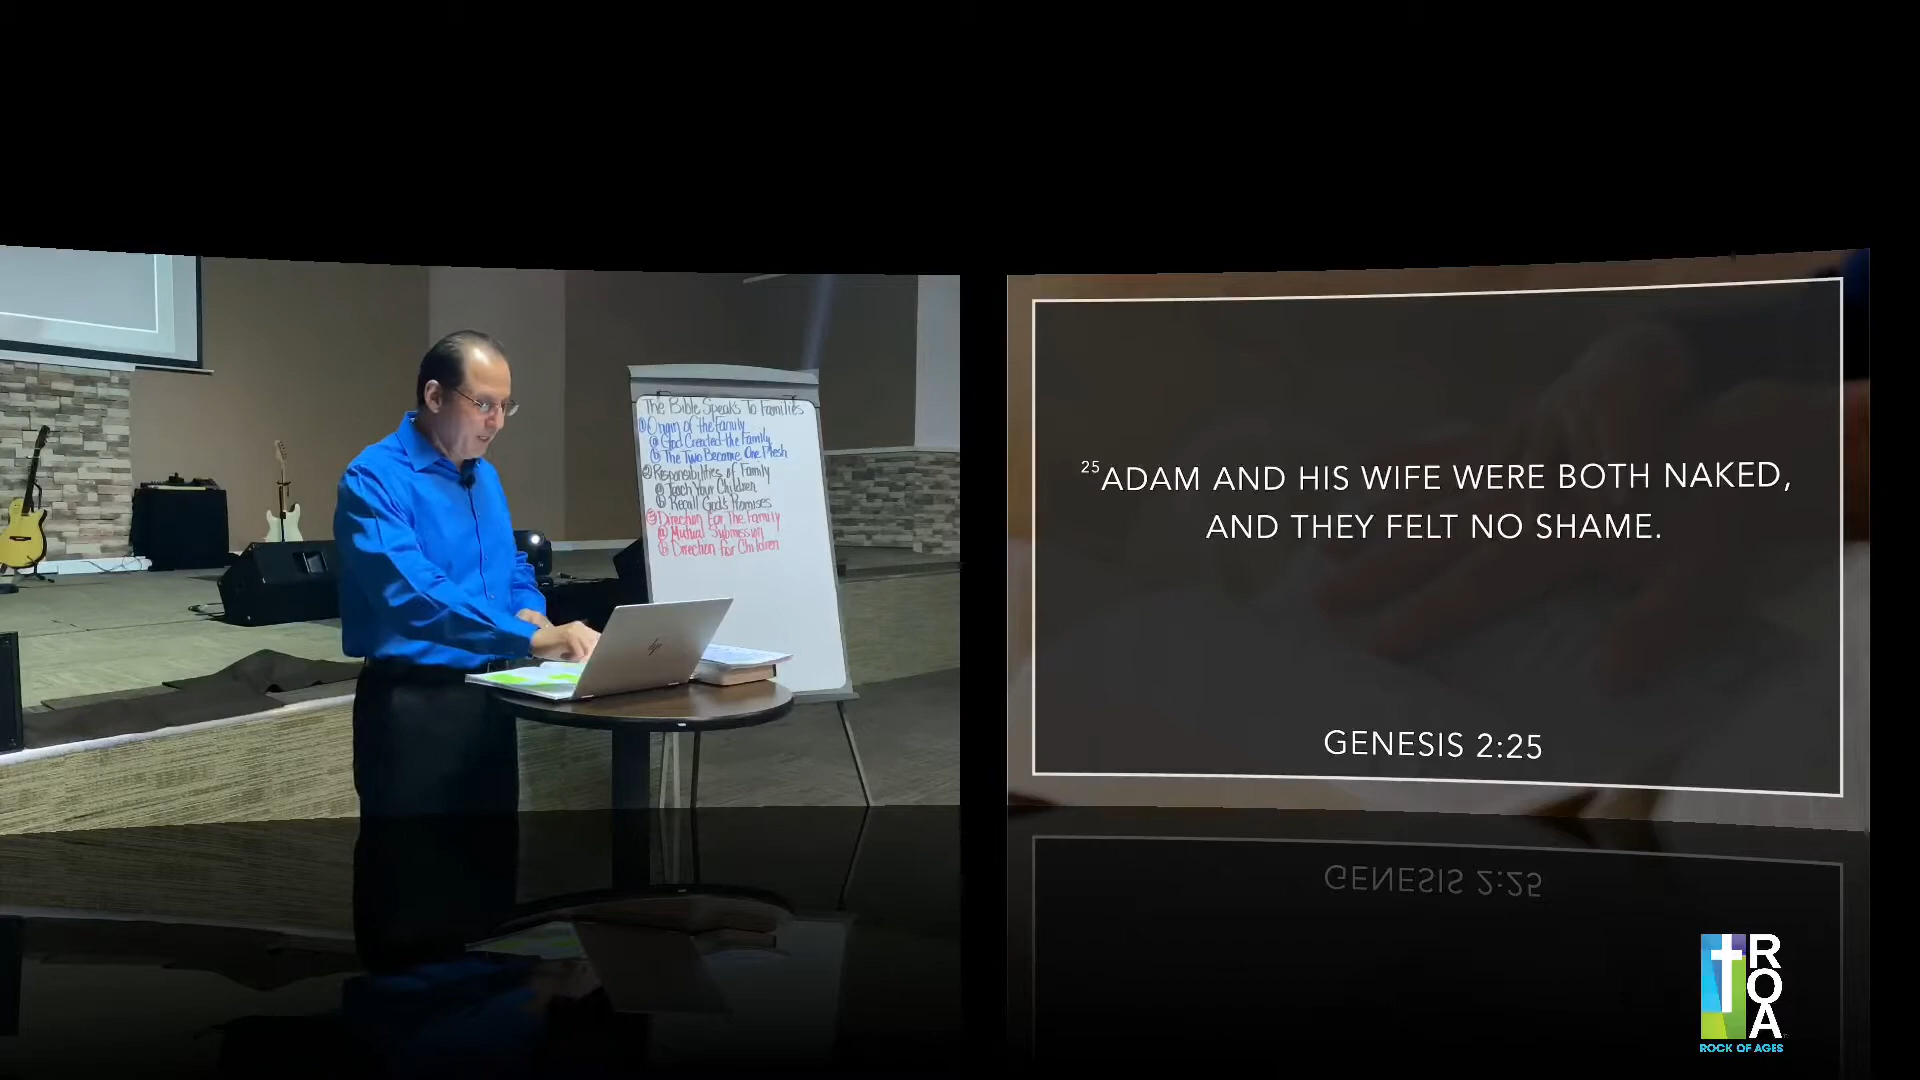 The Bible Speaks To Families
① Origin of the Family
ⓐ God Created the Family
ⓑ The Two Became One Flesh
② Responsibilities of Family
ⓐ Teach Your Children
ⓑ Recall God's Promises
③ Direction For The Family
ⓐ Mutual Submission
ⓑ Direction for Children
hp
25ADAM AND HIS WIFE WERE BOTH NAKED,
AND THEY FELT NO SHAME.
GENESIS 2:25
GENESIS 2:25
ROA
ROCK OF AGES